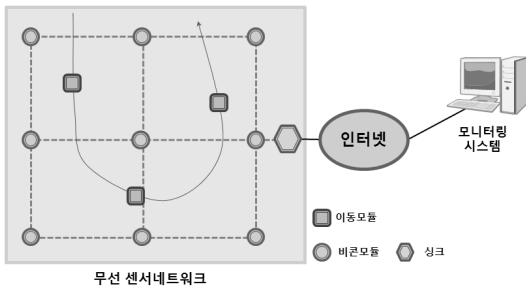 인터넷
모니터링
시스템
이동모듈
비콘모듈
싱크
무선 센서네트워크